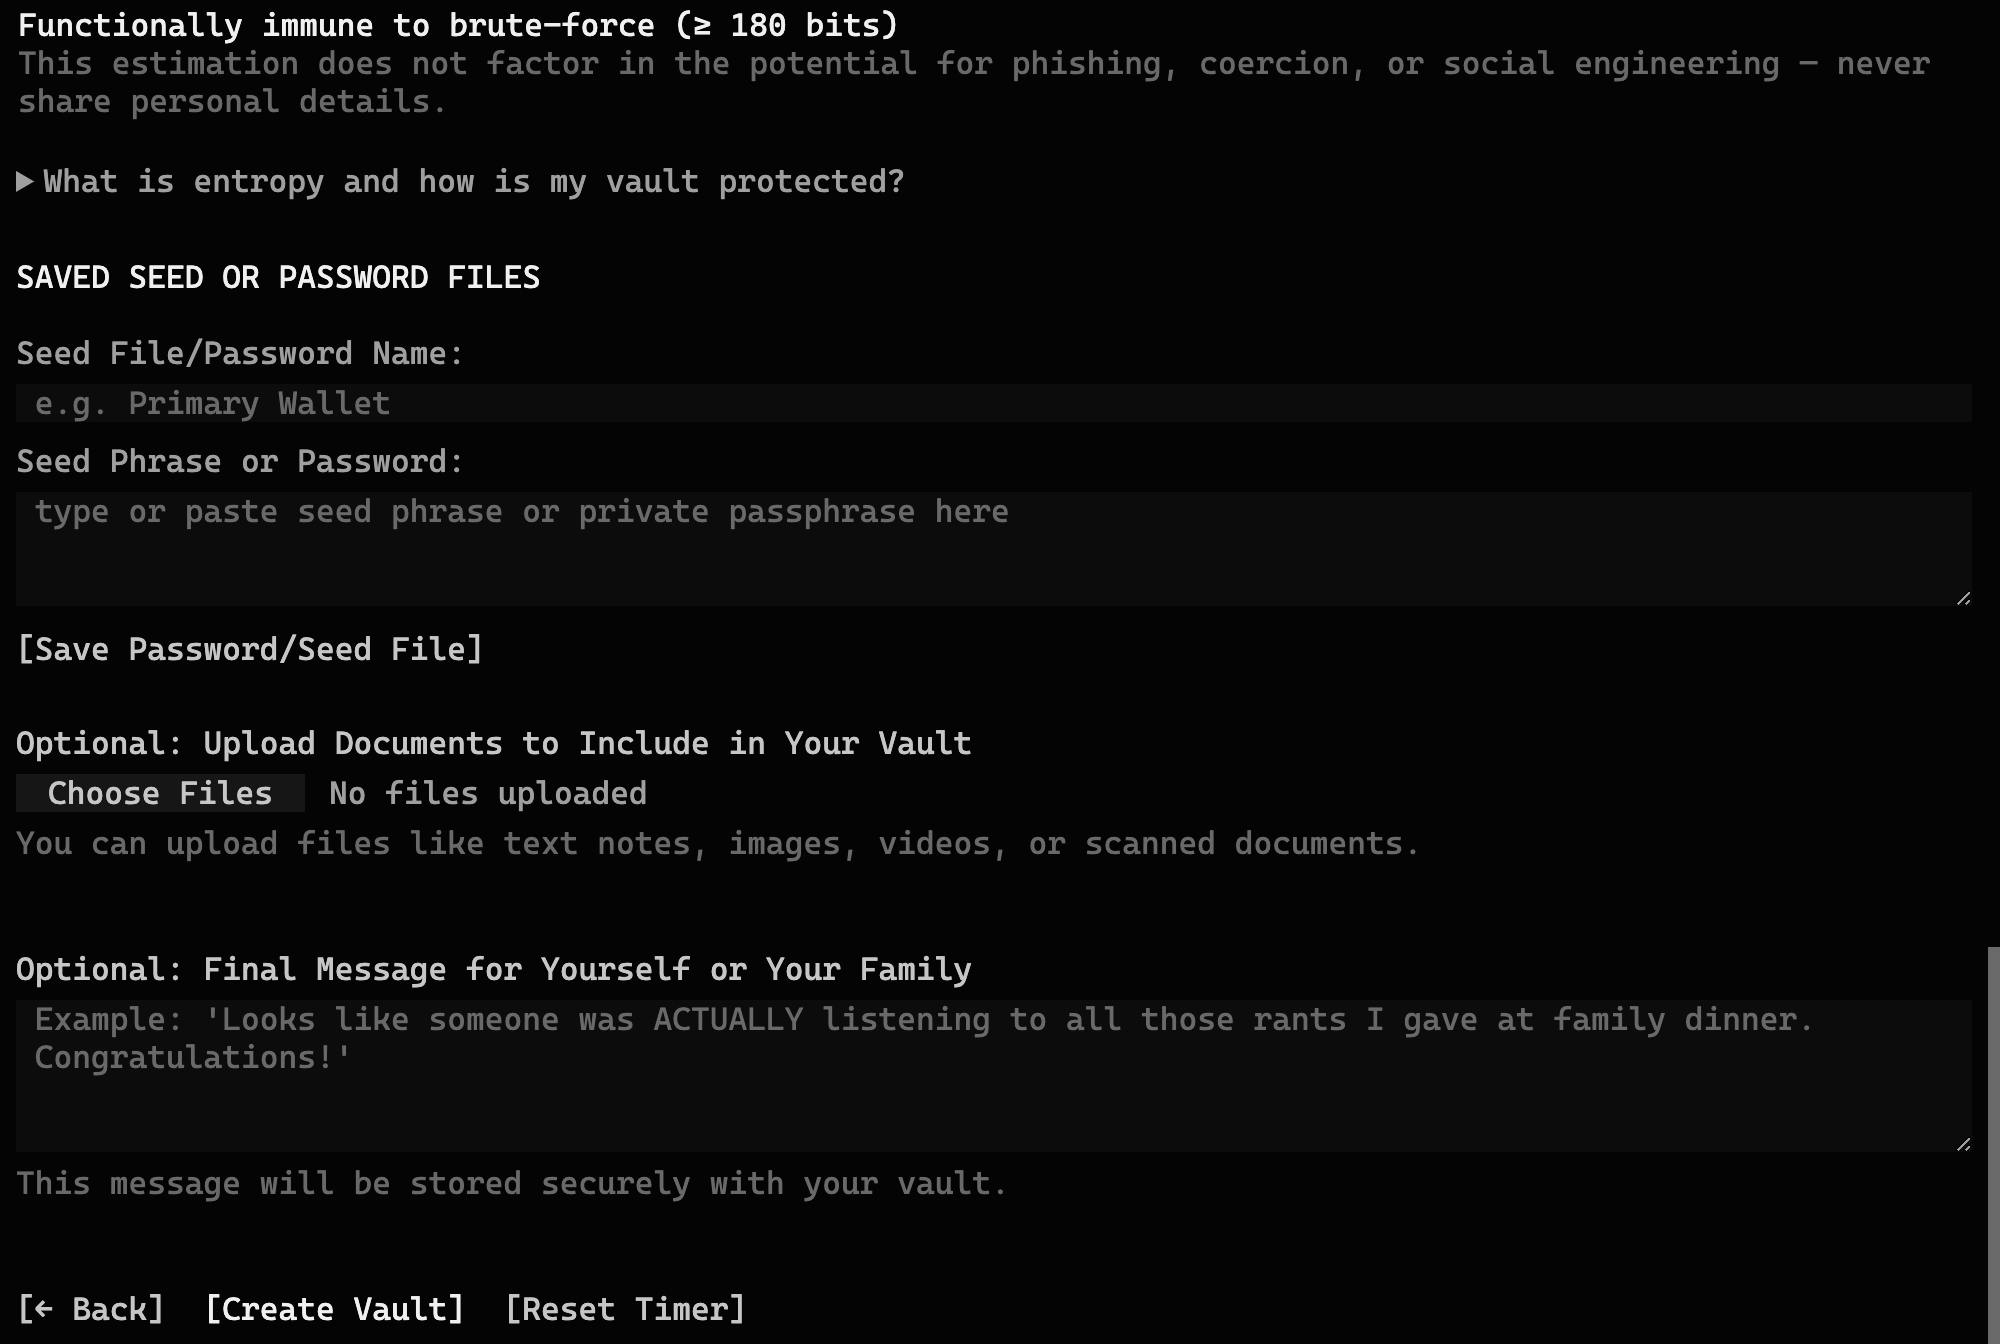 Functionally immune to brute-force (≥ 180 bits)
This estimation does not factor in the potential for phishing, coercion, or social engineering — never
share personal details.
▶ What is entropy and how is my vault protected?
SAVED SEED OR PASSWORD FILES
Seed File/Password Name:
e.g. Primary Wallet
Seed Phrase or Password:
type or paste seed phrase or private passphrase here
[Save Password/Seed File]
Optional: Upload Documents to Include in Your Vault
Choose Files No files uploaded
You can upload files like text notes, images, videos, or scanned documents.
Optional: Final Message for Yourself or Your Family
Example: 'Looks like someone was ACTUALLY listening to all those rants I gave at family dinner.
Congratulations!'
This message will be stored securely with your vault.
[← Back] [Create Vault] [Reset Timer]